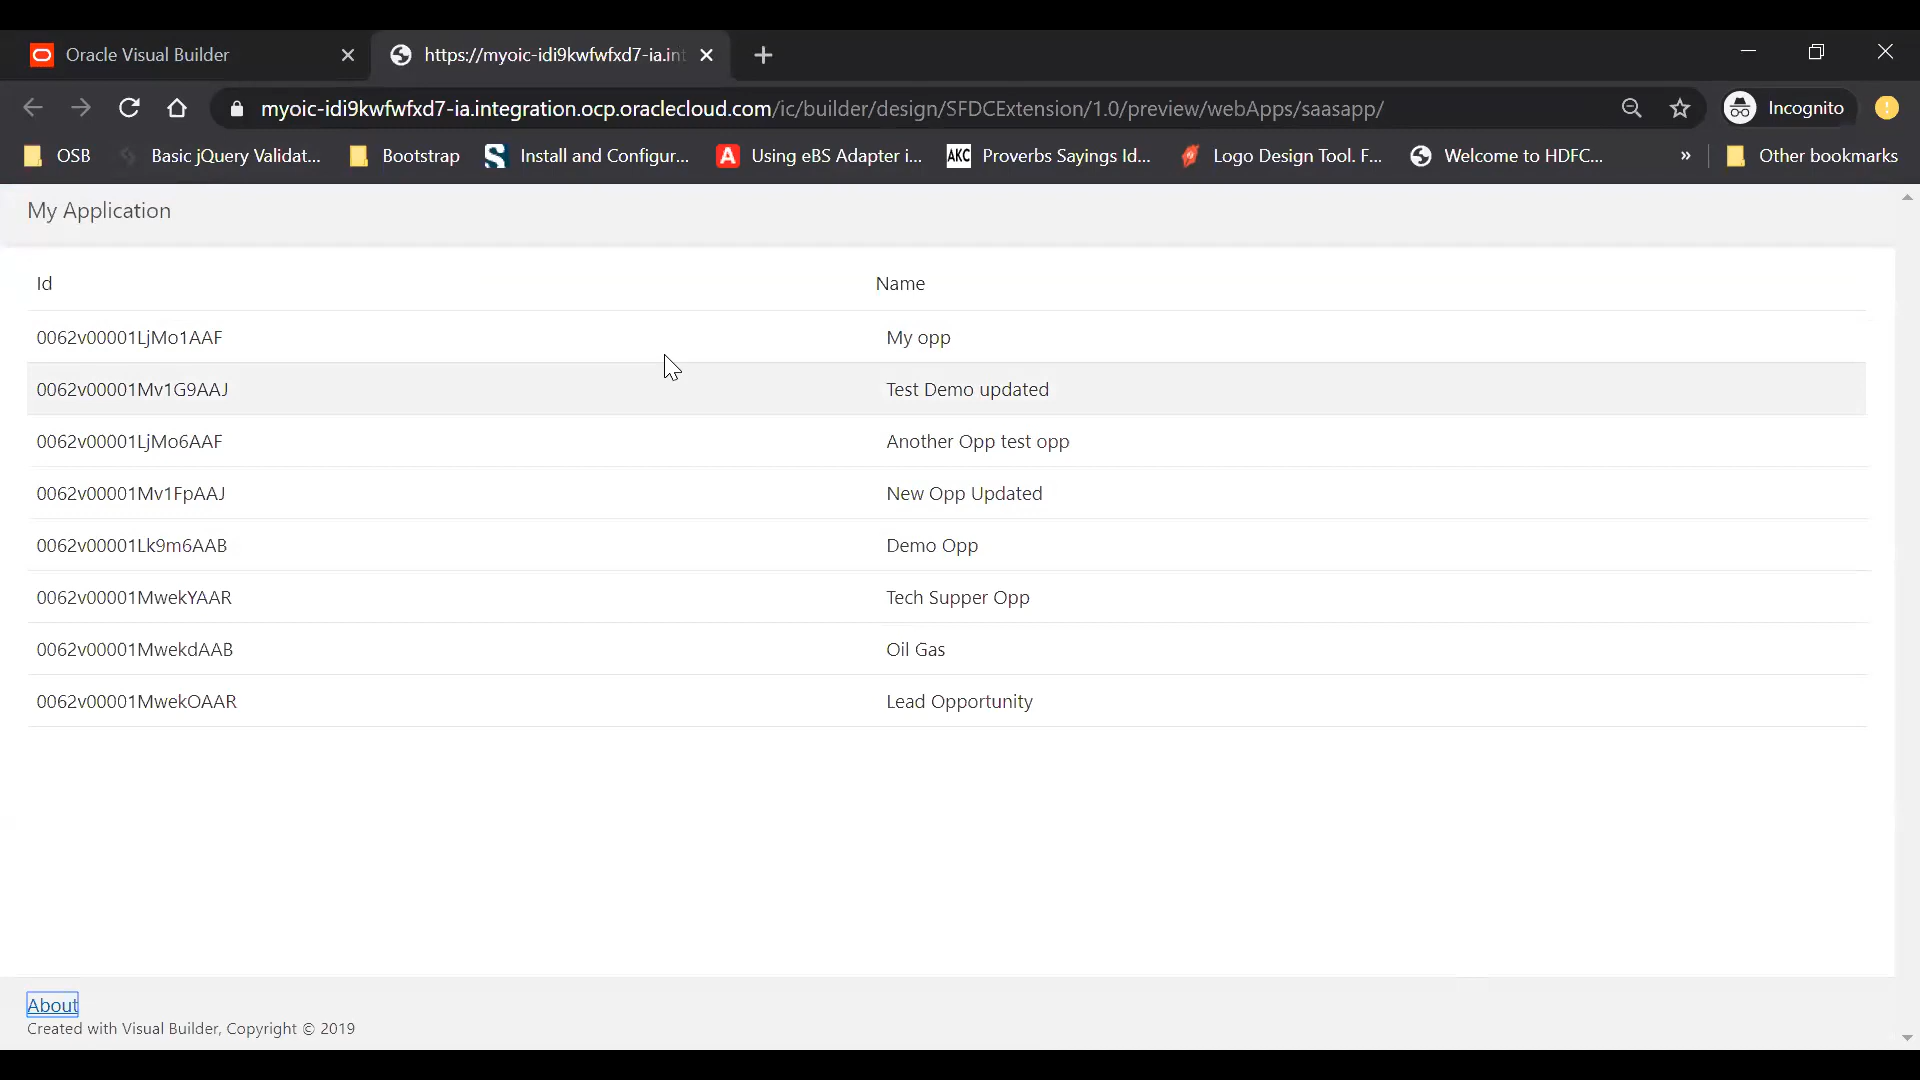 Oracle Visual Builder
https://myoic-idi9kwfwfxd7-ia.int
myoic-idi9kwfwfxd7-ia.integration.ocp.oraclecloud.com/ic/builder/design/SFDCExtension/1.0/preview/webApps/saasapp/
Incognito
OSB Basic jQuery Validat... Bootstrap Install and Configur... Using eBS Adapter i... AKC Proverbs Sayings Id... Logo Design Tool. F... Welcome to HDFC... » Other bookmarks
My Application
Id Name
0062v00001LjMo1AAF My opp
0062v00001Mv1G9AAJ Test Demo updated
0062v00001LjMo6AAF Another Opp test opp
0062v00001Mv1FpAAJ New Opp Updated
0062v00001Lk9m6AAB Demo Opp
0062v00001MwekYAAR Tech Supper Opp
0062v00001MwekdAAB Oil Gas
0062v00001MwekOAAR Lead Opportunity
About
Created with Visual Builder, Copyright © 2019